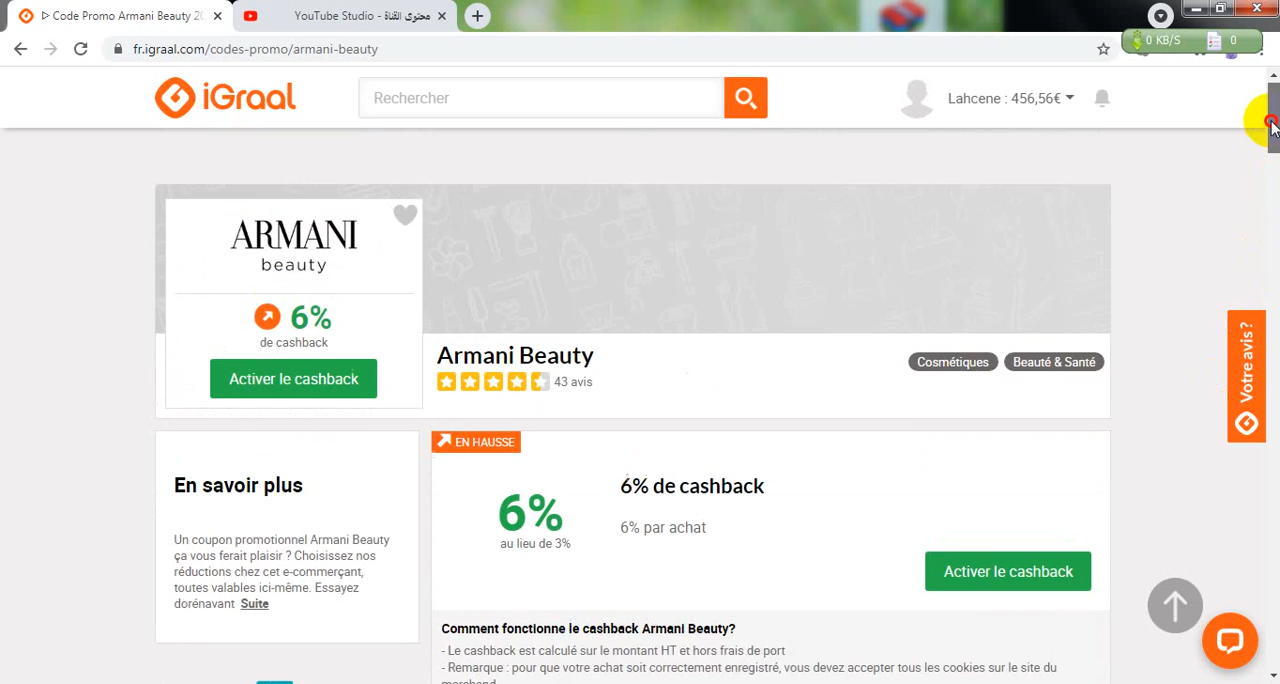 Code Promo Armani Beauty 20
YouTube Studio - محتوى القناة
fr.igraal.com/codes-promo/armani-beauty
0 KB/S
0
iGraal
Rechercher
Lahcene : 456,56€
ARMANI
beauty
6%
de cashback
Activer le cashback
Armani Beauty
43 avis
Cosmétiques
Beauté & Santé
Votre avis ?
En savoir plus
Un coupon promotionnel Armani Beauty
ça vous ferait plaisir ? Choisissez nos
réductions chez cet e-commerçant,
toutes valables ici-même. Essayez
dorénavant Suite
EN HAUSSE
6%
au lieu de 3%
6% de cashback
6% par achat
Activer le cashback
Comment fonctionne le cashback Armani Beauty?
- Le cashback est calculé sur le montant HT et hors frais de port
- Remarque : pour que votre achat soit correctement enregistré, vous devez accepter tous les cookies sur le site du
marchand